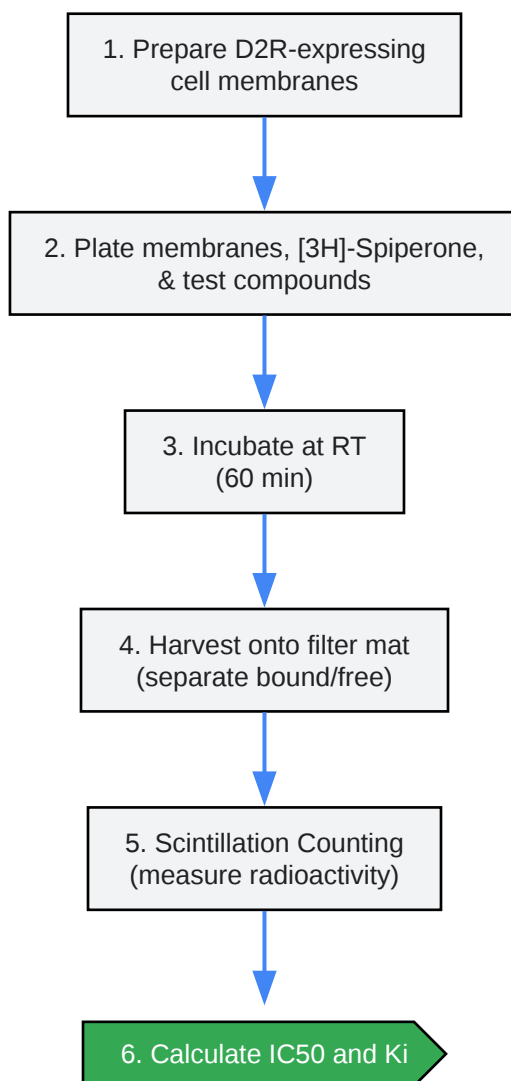 1. Prepare D2R-expressing
cell membranes
2. Plate membranes, [3H]-Spiperone,
& test compounds
3. Incubate at RT
(60 min)
4. Harvest onto filter mat
(separate bound/free)
5. Scintillation Counting
(measure radioactivity)
6. Calculate IC50 and Ki